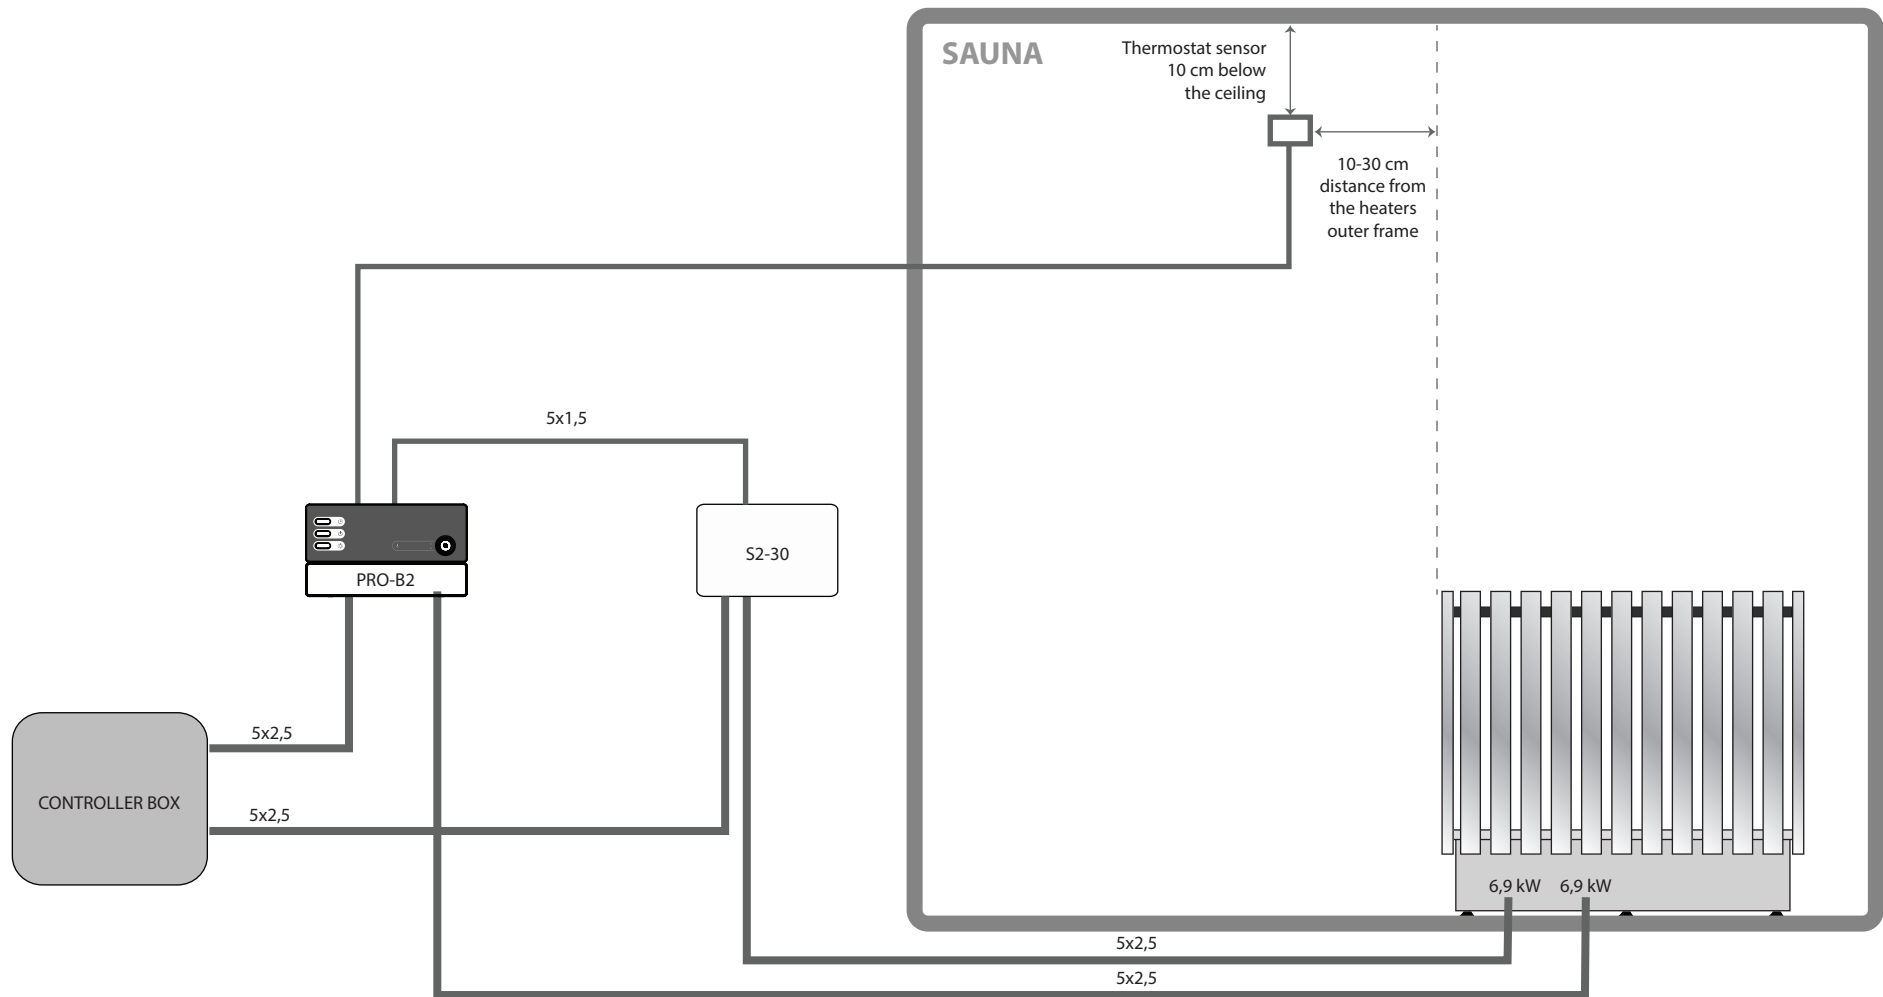 SAUNA
Thermostat sensor
10 cm below
the ceiling
10-30 cm
distance from
the heaters
outer frame
5x1,5
PRO-B2
S2-30
5x2,5
CONTROLLER BOX
5x2,5
6,9 kW
6,9 kW
5x2,5
5x2,5